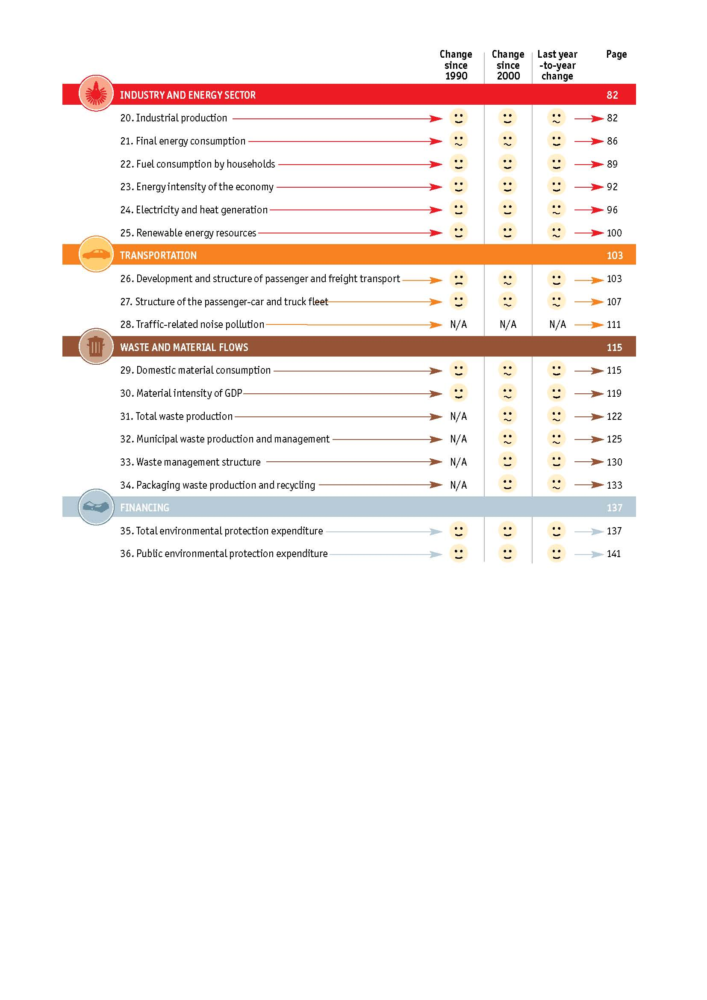 Change Change Last year Page
since since -to-year
1990 2000 change
INDUSTRY AND ENERGY SECTOR 82
20. Industrial production 82
21. Final energy consumption 86
22. Fuel consumption by households 89
23. Energy intensity of the economy 92
24. Electricity and heat generation 96
25. Renewable energy resources 100
TRANSPORTATION 103
26. Development and structure of passenger and freight transport 103
27. Structure of the passenger-car and truck fleet 107
28. Traffic-related noise pollution N/A N/A N/A 111
WASTE AND MATERIAL FLOWS 115
29. Domestic material consumption 115
30. Material intensity of GDP 119
31. Total waste production N/A 122
32. Municipal waste production and management N/A 125
33. Waste management structure N/A 130
34. Packaging waste production and recycling N/A 133
FINANCING 137
35. Total environmental protection expenditure 137
36. Public environmental protection expenditure 141